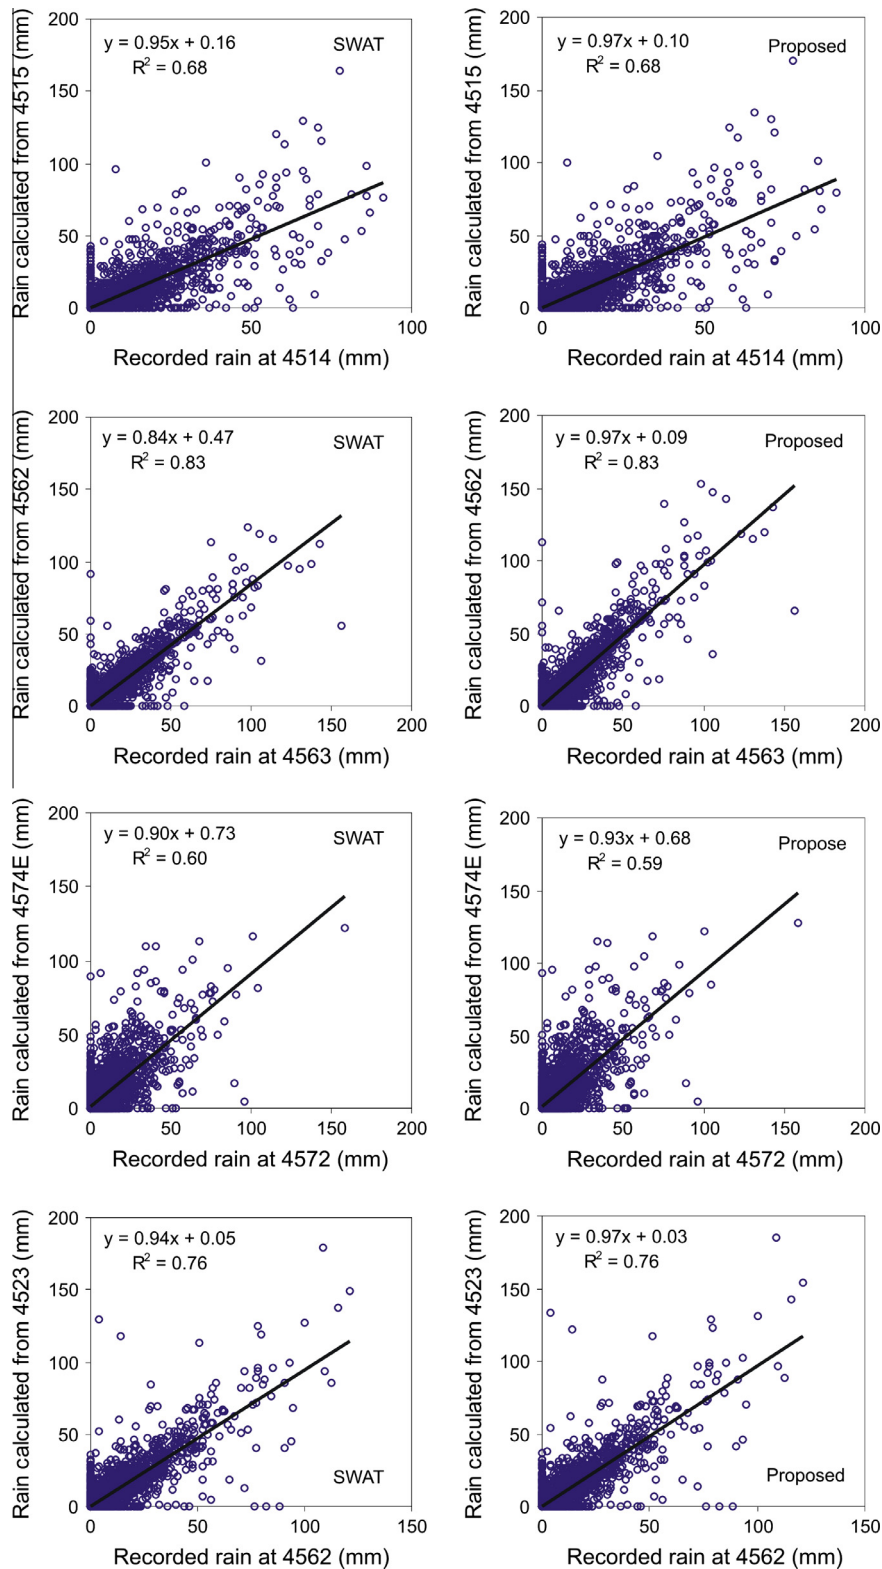 Rain calculated from 4515 (mm)
200
150
100
50
0
y = 0.95x + 0.16
R² = 0.68
SWAT
0 50 100
Recorded rain at 4514 (mm)
Rain calculated from 4515 (mm)
200
150
100
50
0
y = 0.97x + 0.10
R² = 0.68
Proposed
0 50 100
Recorded rain at 4514 (mm)
Rain calculated from 4562 (mm)
200
150
100
50
0
y = 0.84x + 0.47
R² = 0.83
SWAT
0 50 100 150 200
Recorded rain at 4563 (mm)
Rain calculated from 4562 (mm)
200
150
100
50
0
y = 0.97x + 0.09
R² = 0.83
Proposed
0 50 100 150 200
Recorded rain at 4563 (mm)
Rain calculated from 4574E (mm)
200
150
100
50
0
y = 0.90x + 0.73
R² = 0.60
SWAT
0 50 100 150 200
Recorded rain at 4572 (mm)
Rain calculated from 4574E (mm)
200
150
100
50
0
y = 0.93x + 0.68
R² = 0.59
Propose
0 50 100 150 200
Recorded rain at 4572 (mm)
Rain calculated from 4523 (mm)
200
150
100
50
0
y = 0.94x + 0.05
R² = 0.76
SWAT
0 50 100 150
Recorded rain at 4562 (mm)
Rain calculated from 4523 (mm)
200
150
100
50
0
y = 0.97x + 0.03
R² = 0.76
Proposed
0 50 100 150
Recorded rain at 4562 (mm)